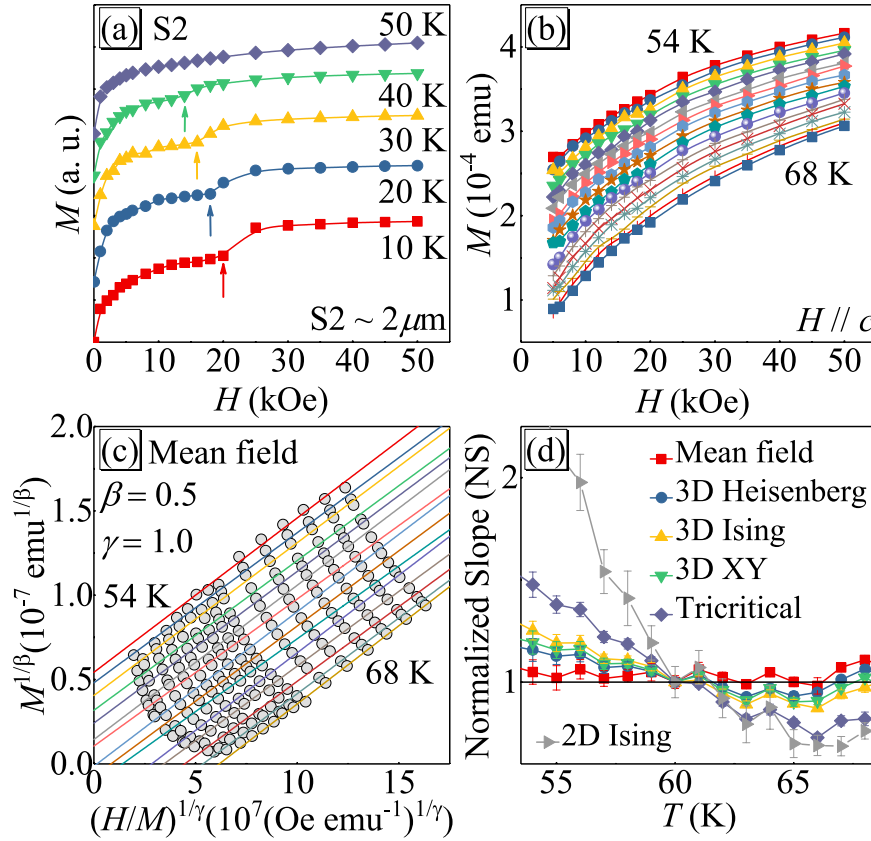 (a) S2
50 K
40 K
30 K
20 K
10 K
S2 ~ 2μm
M (a. u.)
0 10 20 30 40 50
H (kOe)
(b)
54 K
68 K
H // c
M (10⁻⁴ emu)
4
3
2
1
0 10 20 30 40 50
H (kOe)
(c) Mean field
β = 0.5
γ = 1.0
54 K
68 K
M^{1/β}(10⁻⁷ emu^{1/β})
2.0
1.5
1.0
0.5
0.0
0 5 10 15
(H/M)^{1/γ}(10⁷(Oe emu⁻¹)^{1/γ})
(d)
Mean field
3D Heisenberg
3D Ising
3D XY
Tricritical
2D Ising
Normalized Slope (NS)
2
1
55 60 65
T (K)